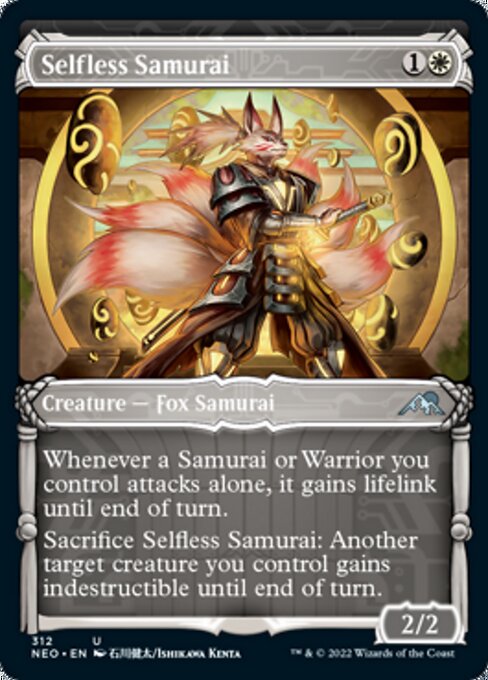 Selfless Samurai 1
Creature — Fox Samurai
Whenever a Samurai or Warrior you
control attacks alone, it gains lifelink
until end of turn.
Sacrifice Selfless Samurai: Another
target creature you control gains
indestructible until end of turn.
2/2
312 U
NEO • EN 石川健太/Ishikawa Kenta
™ & © 2022 Wizards of the Coast